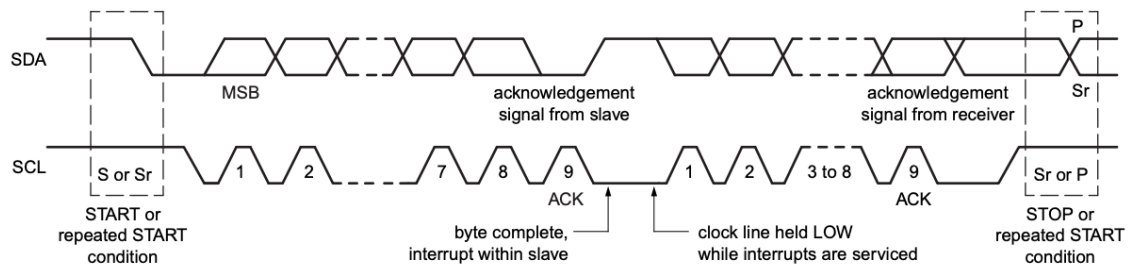 P
SDA
MSB
acknowledgement
signal from slave
acknowledgement
signal from receiver
Sr
SCL
S or Sr
1
2
7
8
9
1
2
3 to 8
9
Sr or P
ACK
ACK
START or
repeated START
condition
byte complete,
interrupt within slave
clock line held LOW
while interrupts are serviced
STOP or
repeated START
condition